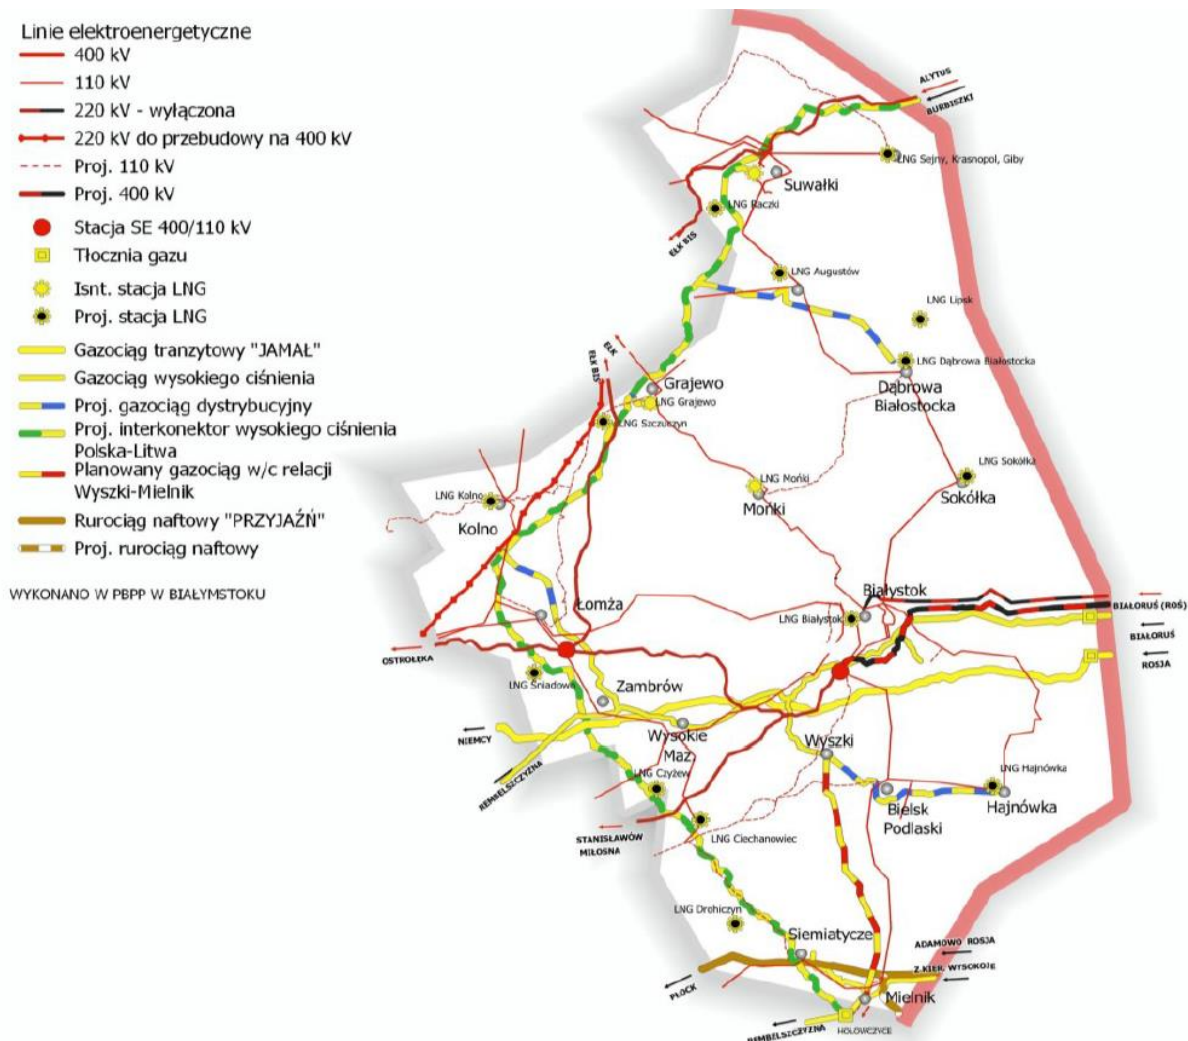 Linie elektroenergetyczne
400 kV
110 kV
220 kV - wyłączona
220 kV do przebudowy na 400 kV
Proj. 110 kV
Proj. 400 kV
Stacja SE 400/110 kV
Tłocznia gazu
Isnt. stacja LNG
Proj. stacja LNG
Gazociąg tranzytowy "JAMAŁ"
Gazociąg wysokiego ciśnienia
Proj. gazociąg dystrybucyjny
Proj. interkonektor wysokiego ciśnienia
Polska-Litwa
Planowany gazociąg w/c relacji
Wyszki-Mielnik
Rurociąg naftowy "PRZYJAŹŃ"
Proj. rurociąg naftowy
WYKONANO W PBPP W BIAŁYMSTOKU
ALYTUS
BURBISZKI
LNG Sejny, Krasnopol, Giby
Suwałki
LNG Raczki
EŁK BIS
LNG Augustów
LNG Lipsk
EŁK
EŁK BIS
LNG Dąbrowa Białostocka
Grajewo
Dąbrowa
Białostocka
LNG Grajewo
LNG Szczuczyn
LNG Sokółka
LNG Mońki
Sokółka
LNG Kolno
Mońki
Kolno
Białystok
BIAŁORUŚ (ROŚ)
Łomża
LNG Białystok
BIAŁORUŚ
OSTROŁĘKA
ROSJA
LNG Śniadowo
Zambrów
NIEMCY
Wysokie
Maz.
Wyszki
REMBELSZCZYZNA
LNG Czyżew
LNG Hajnówka
Bielsk
Podlaski
Hajnówka
STANISŁAWÓW
MIŁOSNA
LNG Ciechanowiec
LNG Drohiczyn
Siemiatycze
ADAMOWO ROSJA
Z KIER. WYSOKOJE
PŁOCK
Mielnik
REMBELSZCZYZNA
HOŁOWCZYCE